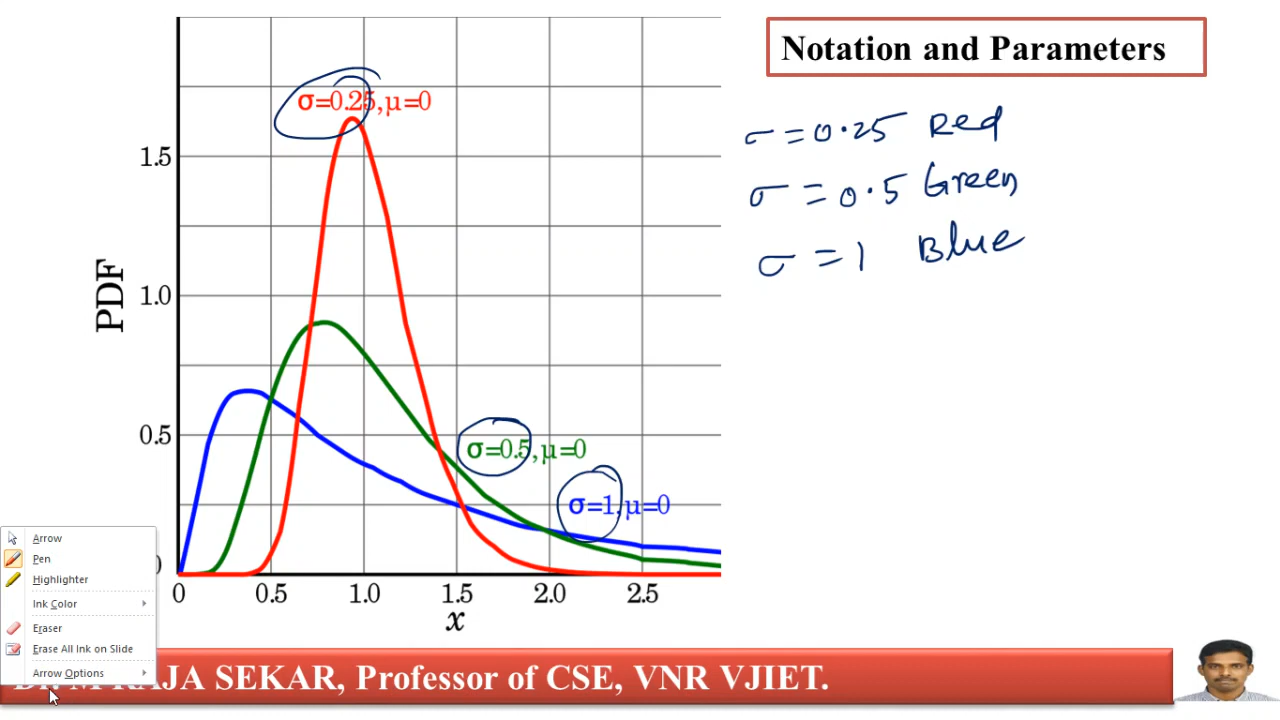 Notation and Parameters
σ=0.25,μ=0
σ=0.25 Red
σ=0.5 Green
σ=1 Blue
1.5
1.0
0.5
0
PDF
σ=0.5,μ=0
σ=1,μ=0
0 0.5 1.0 1.5 2.0 2.5
x
Arrow
Pen
Highlighter
Ink Color
Eraser
Erase All Ink on Slide
Arrow Options
RAJA SEKAR, Professor of CSE, VNR VJIET.